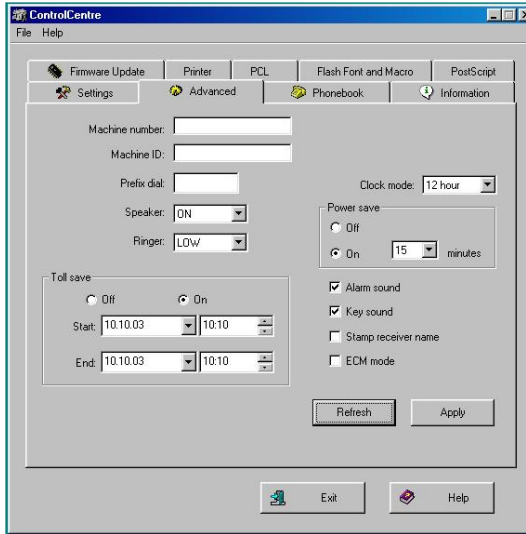 ControlCentre
File Help
Firmware Update Printer PCL Flash Font and Macro PostScript
Settings Advanced Phonebook Information
Machine number:
Machine ID:
Prefix dial:
Clock mode: 12 hour
Speaker: ON
Power save
Off
Ringer: LOW
On 15 minutes
Toll save
Off On
Alarm sound
Key sound
Start: 10.10.03 10:10
Stamp receiver name
End: 10.10.03 10:10
ECM mode
Refresh Apply
Exit Help